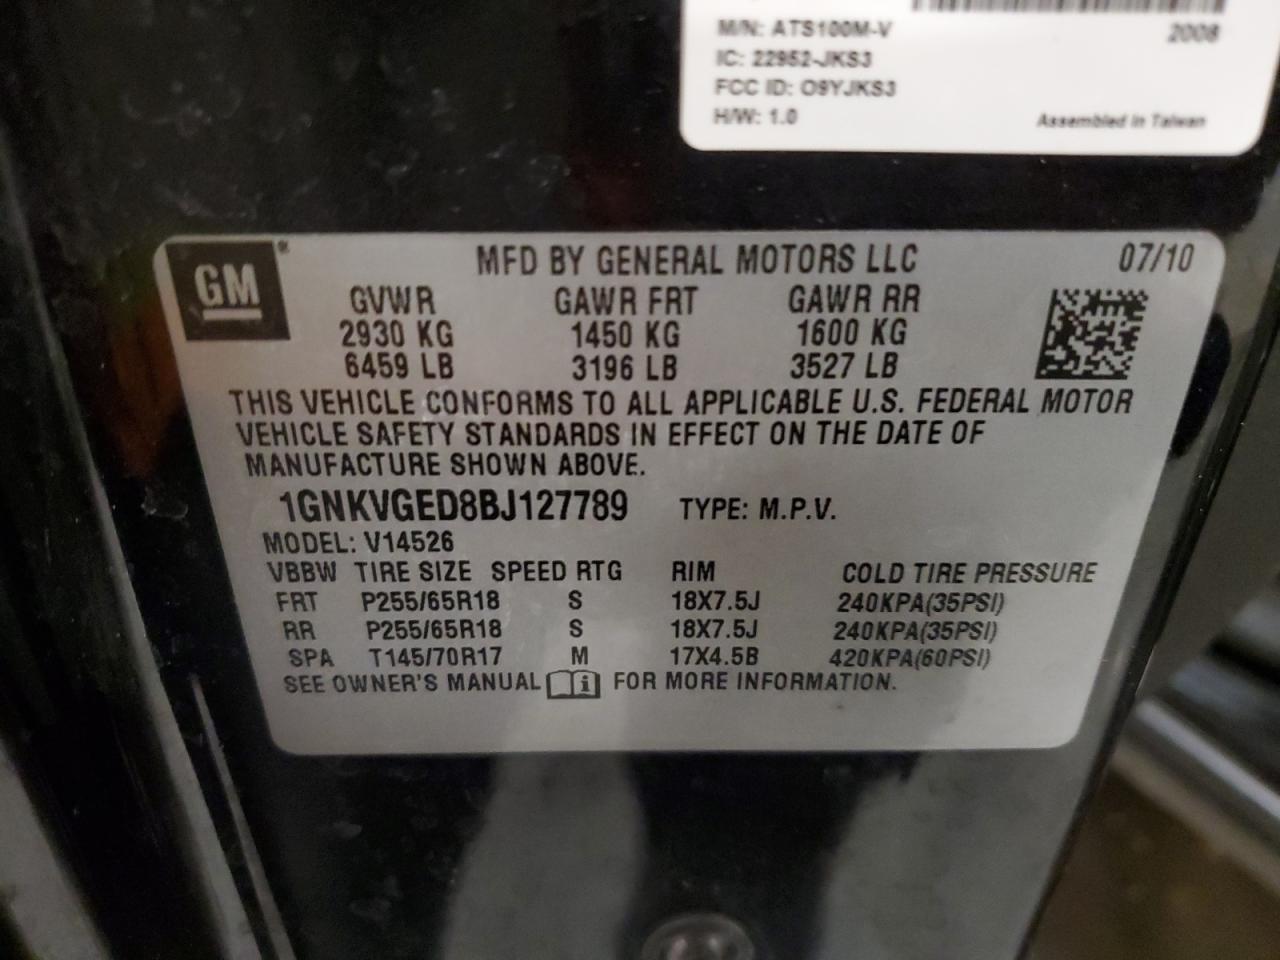 M/N: ATS100M-V 2008
IC: 22952-JKS3
FCC ID: O9YJKS3
H/W: 1.0 Assembled in Taiwan
GM® MFD BY GENERAL MOTORS LLC 07/10
GVWR GAWR FRT GAWR RR
2930 KG 1450 KG 1600 KG
6459 LB 3196 LB 3527 LB
THIS VEHICLE CONFORMS TO ALL APPLICABLE U.S. FEDERAL MOTOR
VEHICLE SAFETY STANDARDS IN EFFECT ON THE DATE OF
MANUFACTURE SHOWN ABOVE.
1GNKVGED8BJ127789 TYPE: M.P.V.
MODEL: V14526
VBBW TIRE SIZE SPEED RTG RIM COLD TIRE PRESSURE
FRT P255/65R18 S 18X7.5J 240KPA(35PSI)
RR P255/65R18 S 18X7.5J 240KPA(35PSI)
SPA T145/70R17 M 17X4.5B 420KPA(60PSI)
SEE OWNER'S MANUAL i FOR MORE INFORMATION.